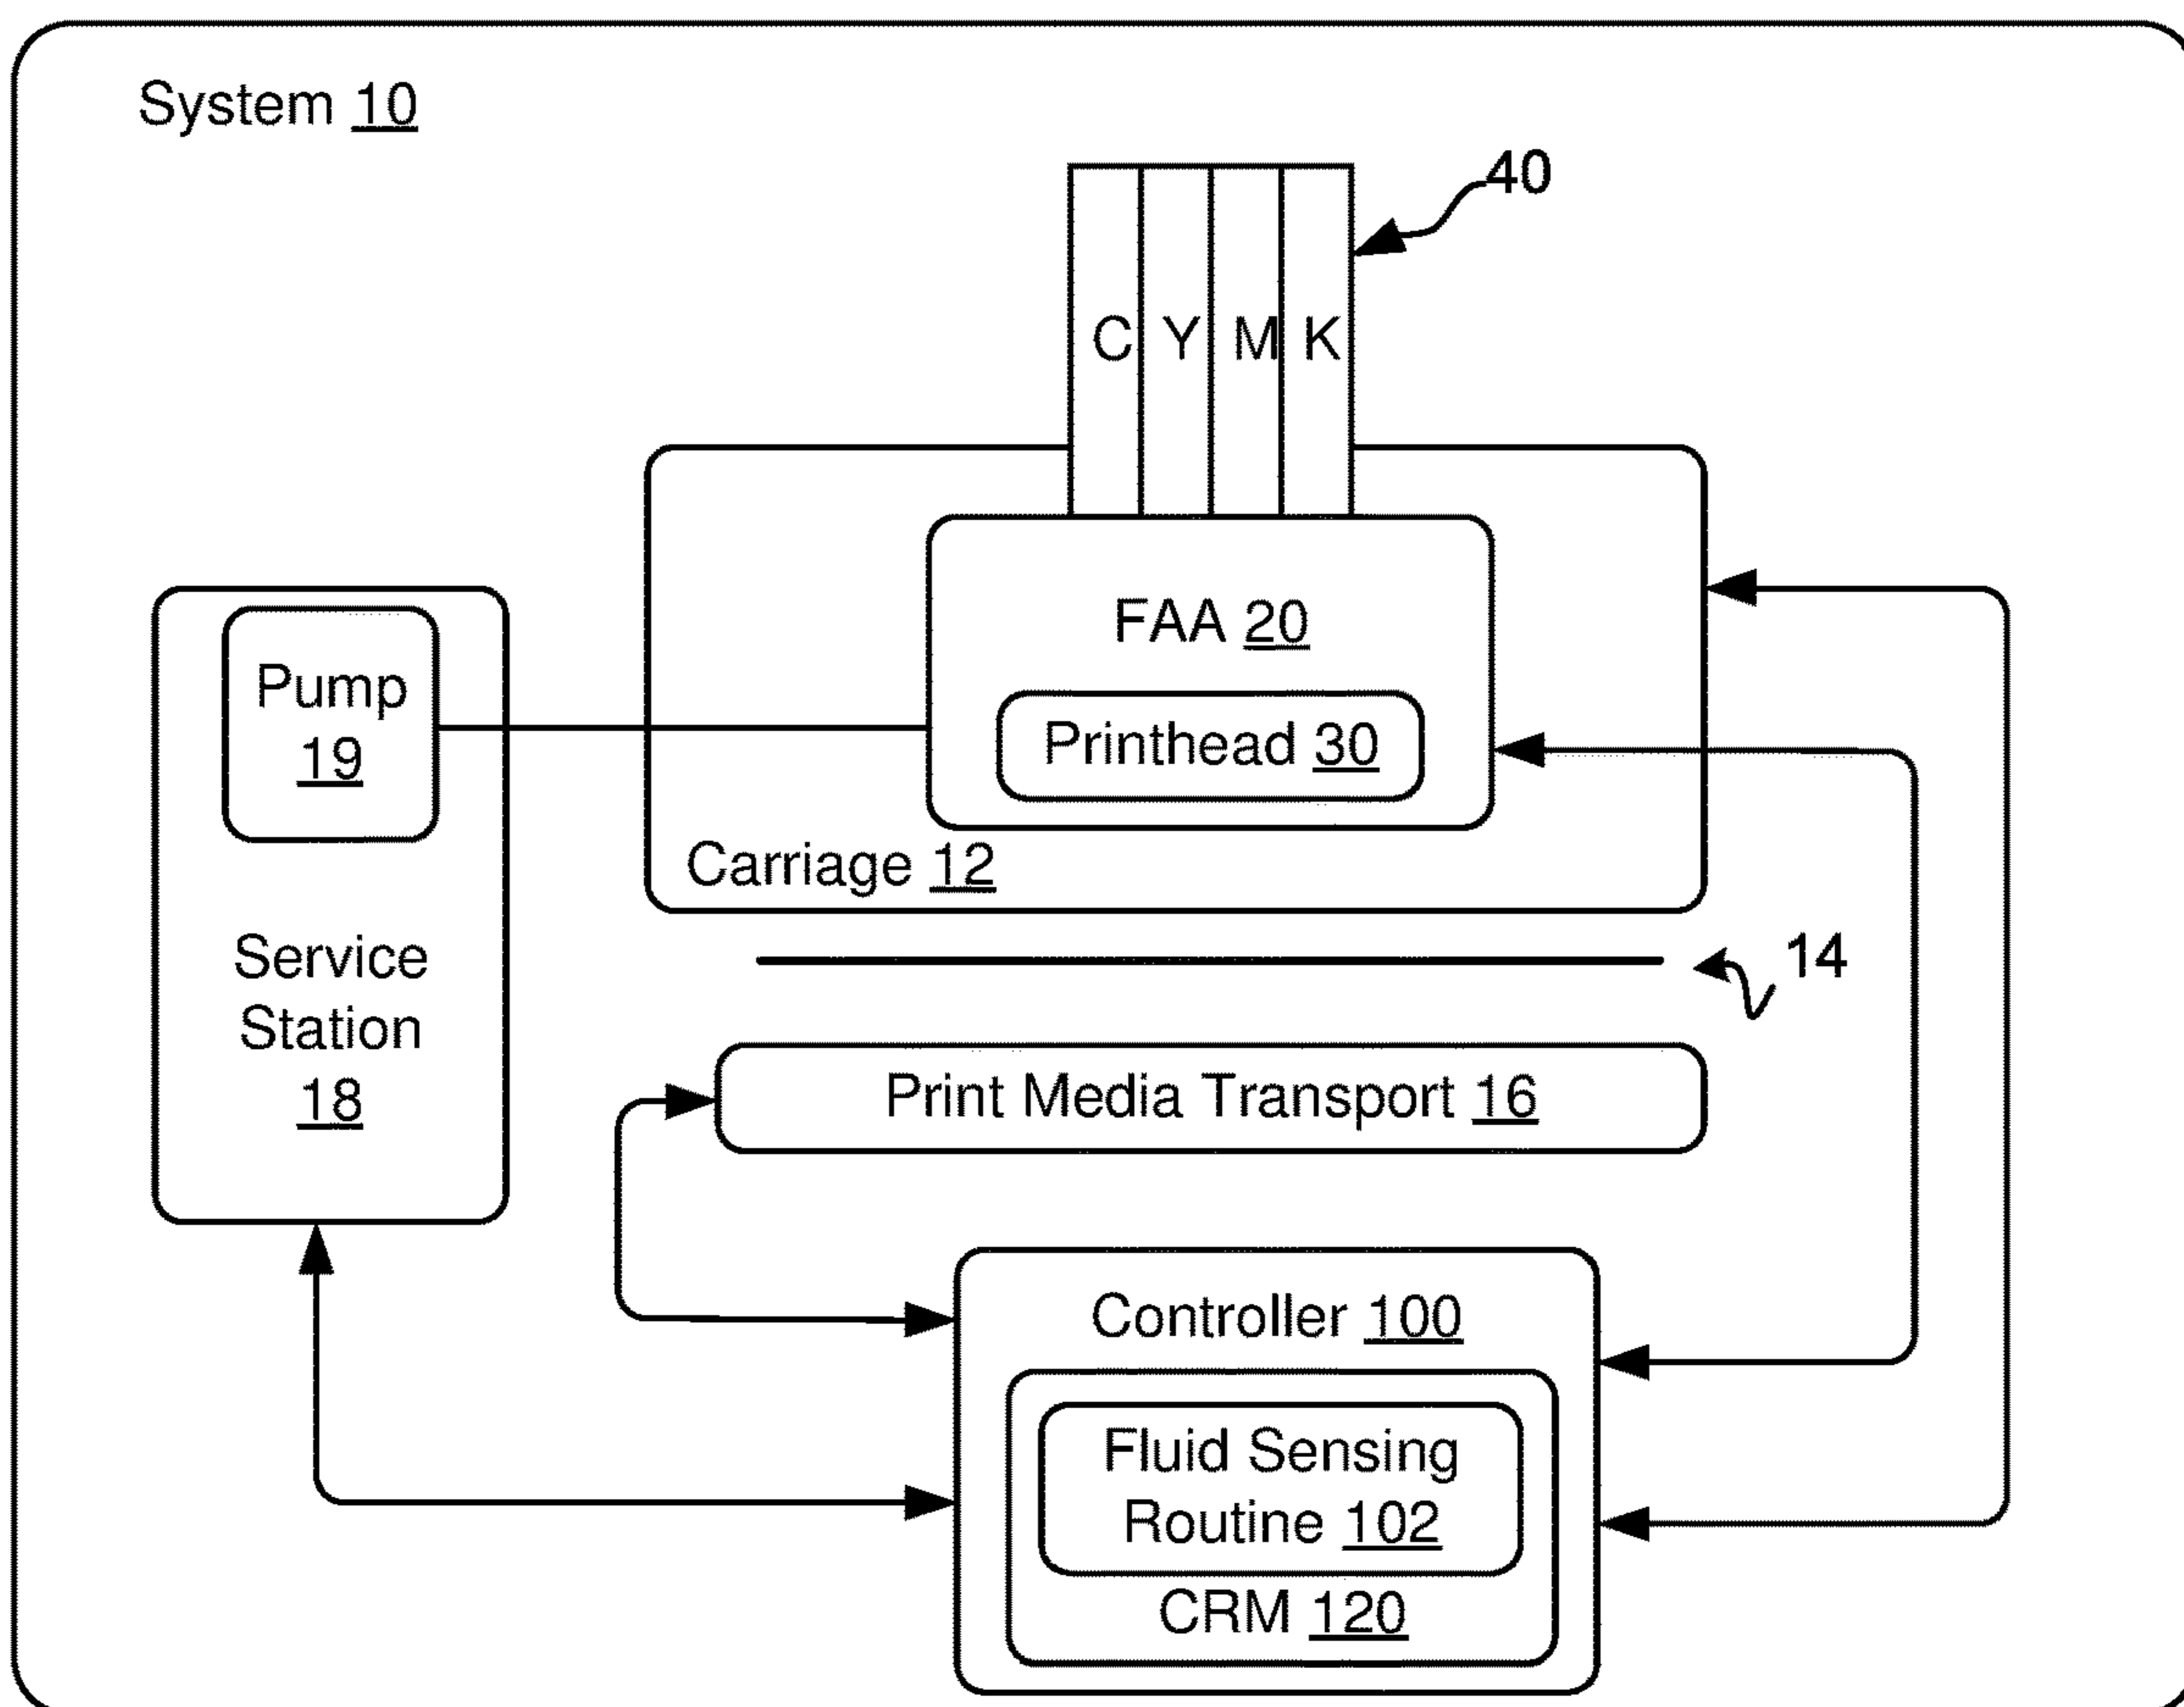 System 10
40
C Y M K
FAA 20
Pump
19
Printhead 30
Carriage 12
Service
Station
18
14
Print Media Transport 16
Controller 100
Fluid Sensing
Routine 102
CRM 120